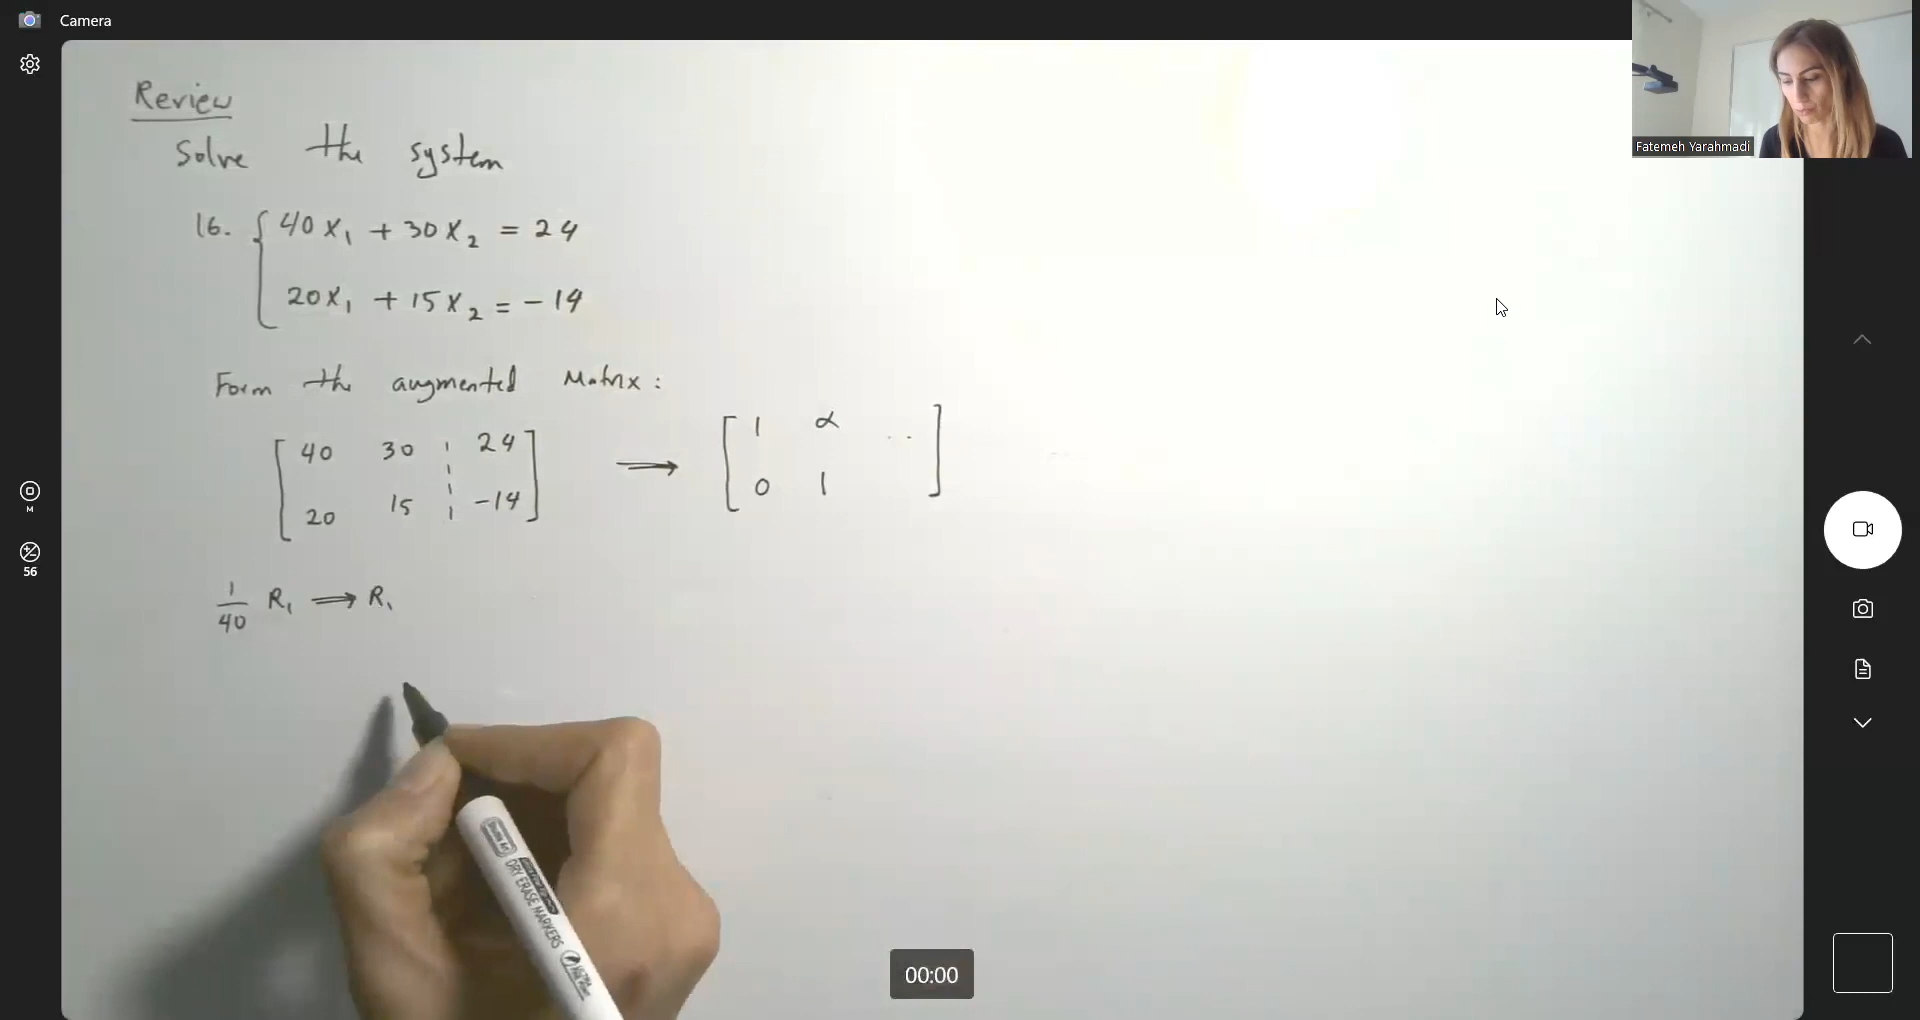 Camera
Fatemeh Yarahmadi
Review
Solve the system
16. { 40x₁ + 30x₂ = 24
20x₁ + 15x₂ = -14
Form the augmented Matrix:
[ 40 30 ¦ 24 ] ⟹ [ 1 α .. ]
[ 20 15 ¦ -14 ] [ 0 1 ]
1/40 R₁ ⟹ R₁
DRY ERASE MARKERS
M
56
00:00